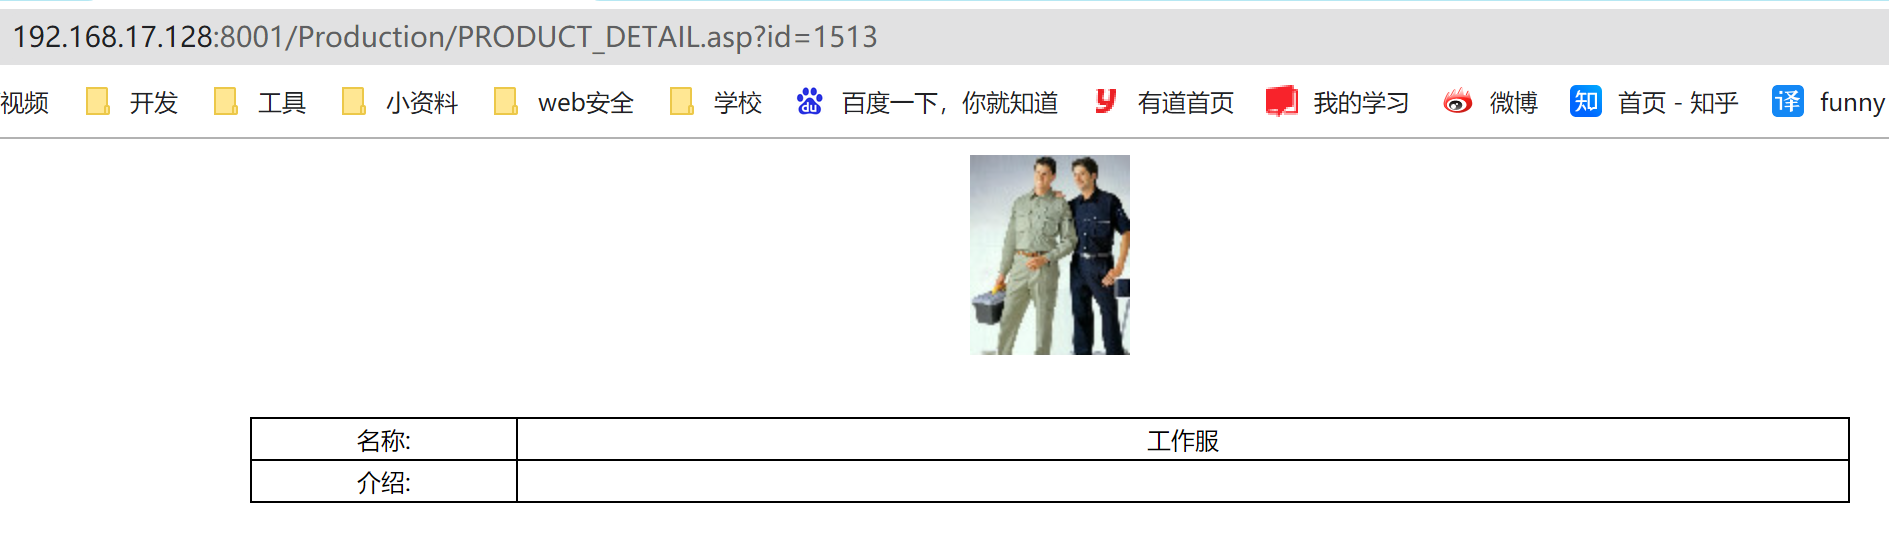 192.168.17.128:8001/Production/PRODUCT_DETAIL.asp?id=1513
视频 开发 工具 小资料 web安全 学校 du 百度一下，你就知道 y 有道首页 我的学习 微博 知 首页 - 知乎 译 funny
名称: 工作服
介绍: